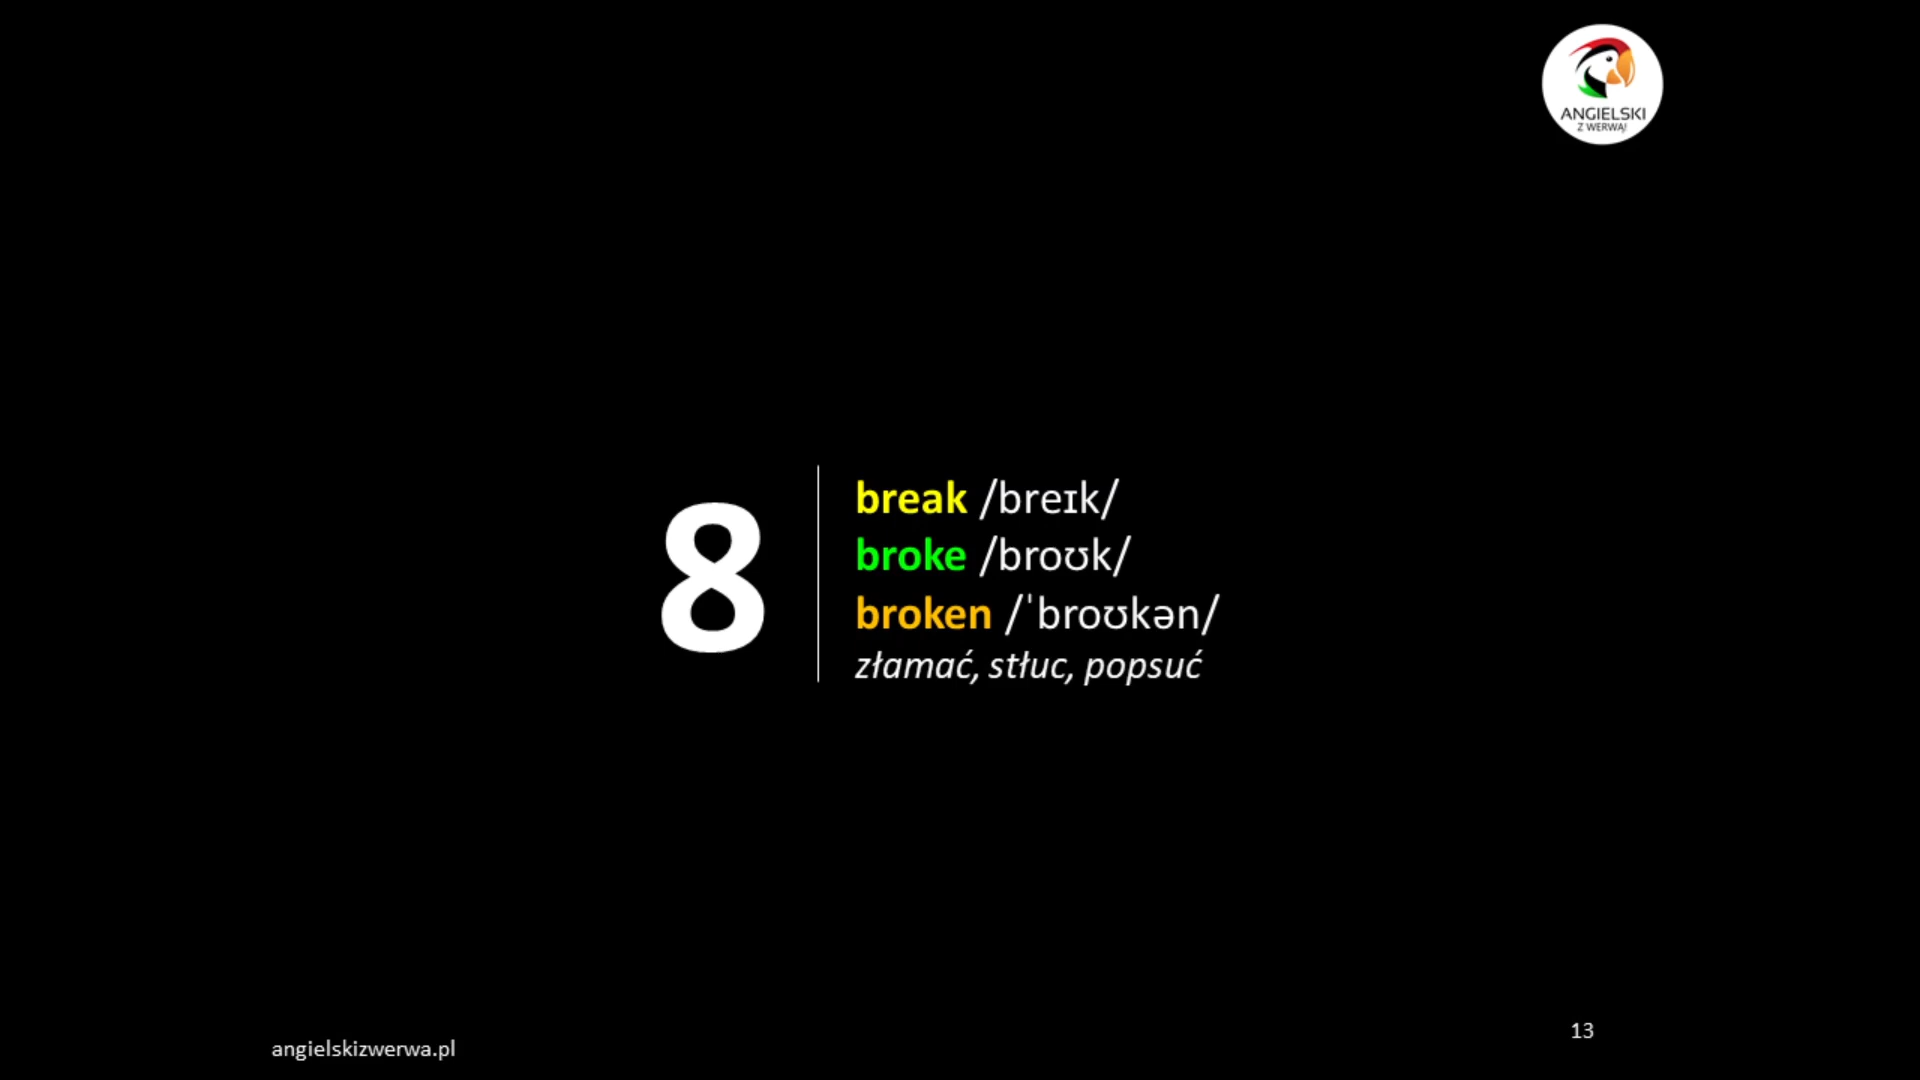 ANGIELSKI
Z WERWĄ!
8
break /breɪk/
broke /broʊk/
broken /ˈbroʊkən/
złamać, stłuc, popsuć
angielskizwerwa.pl
13